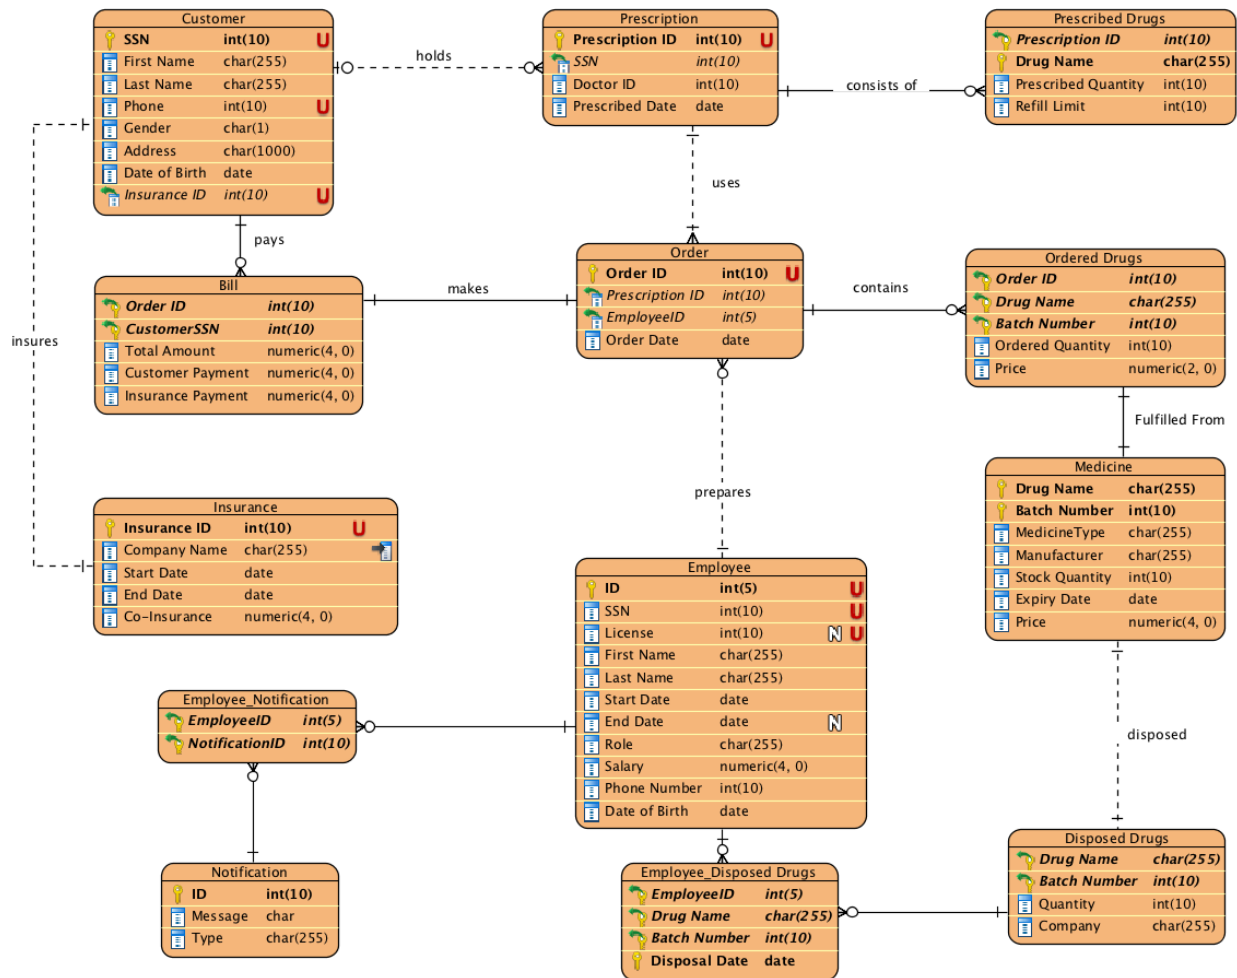 Customer
SSN int(10) U
First Name char(255)
Last Name char(255)
Phone int(10) U
Gender char(1)
Address char(1000)
Date of Birth date
Insurance ID int(10) U
holds
Prescription
Prescription ID int(10) U
SSN int(10)
Doctor ID int(10)
Prescribed Date date
consists of
Prescribed Drugs
Prescription ID int(10)
Drug Name char(255)
Prescribed Quantity int(10)
Refill Limit int(10)
uses
pays
Bill
Order ID int(10)
CustomerSSN int(10)
Total Amount numeric(4, 0)
Customer Payment numeric(4, 0)
Insurance Payment numeric(4, 0)
makes
Order
Order ID int(10) U
Prescription ID int(10)
EmployeeID int(5)
Order Date date
contains
Ordered Drugs
Order ID int(10)
Drug Name char(255)
Batch Number int(10)
Ordered Quantity int(10)
Price numeric(2, 0)
insures
Fulfilled From
Insurance
Insurance ID int(10) U
Company Name char(255)
Start Date date
End Date date
Co-Insurance numeric(4, 0)
prepares
Medicine
Drug Name char(255)
Batch Number int(10)
MedicineType char(255)
Manufacturer char(255)
Stock Quantity int(10)
Expiry Date date
Price numeric(4, 0)
Employee
ID int(5) U
SSN int(10) U
License int(10) N U
First Name char(255)
Last Name char(255)
Start Date date
End Date date N
Role char(255)
Salary numeric(4, 0)
Phone Number int(10)
Date of Birth date
Employee_Notification
EmployeeID int(5)
NotificationID int(10)
disposed
Notification
ID int(10)
Message char
Type char(255)
Employee_Disposed Drugs
EmployeeID int(5)
Drug Name char(255)
Batch Number int(10)
Disposal Date date
Disposed Drugs
Drug Name char(255)
Batch Number int(10)
Quantity int(10)
Company char(255)